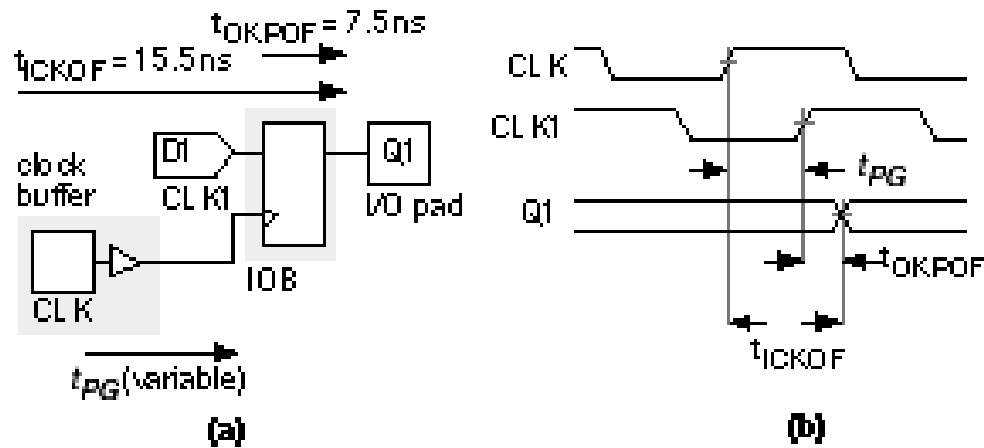 tOKPOF = 7.5ns
tICKOF = 15.5ns
D1
Q1
CLK1
I/O pad
clock
buffer
IOB
CLK
tPG(variable)
(a)
CLK
CLK1
tPG
Q1
tOKPOF
tICKOF
(b)